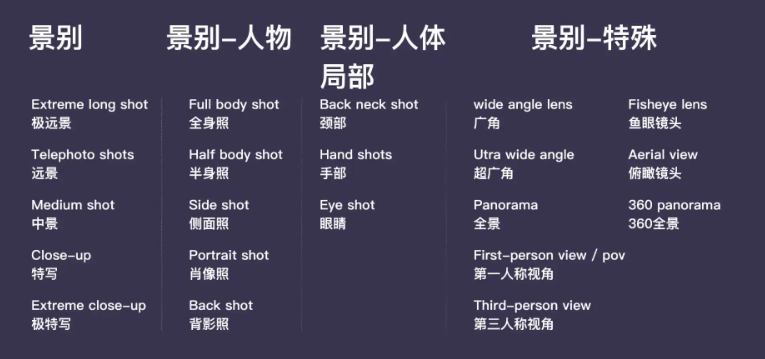 景别
Extreme long shot
极远景
Telephoto shots
远景
Medium shot
中景
Close-up
特写
Extreme close-up
极特写
景别-人物
Full body shot
全身照
Half body shot
半身照
Side shot
侧面照
Portrait shot
肖像照
Back shot
背影照
景别-人体
局部
Back neck shot
颈部
Hand shots
手部
Eye shot
眼睛
景别-特殊
wide angle lens
广角
Utra wide angle
超广角
Panorama
全景
First-person view / pov
第一人称视角
Third-person view
第三人称视角
Fisheye lens
鱼眼镜头
Aerial view
俯瞰镜头
360 panorama
360全景